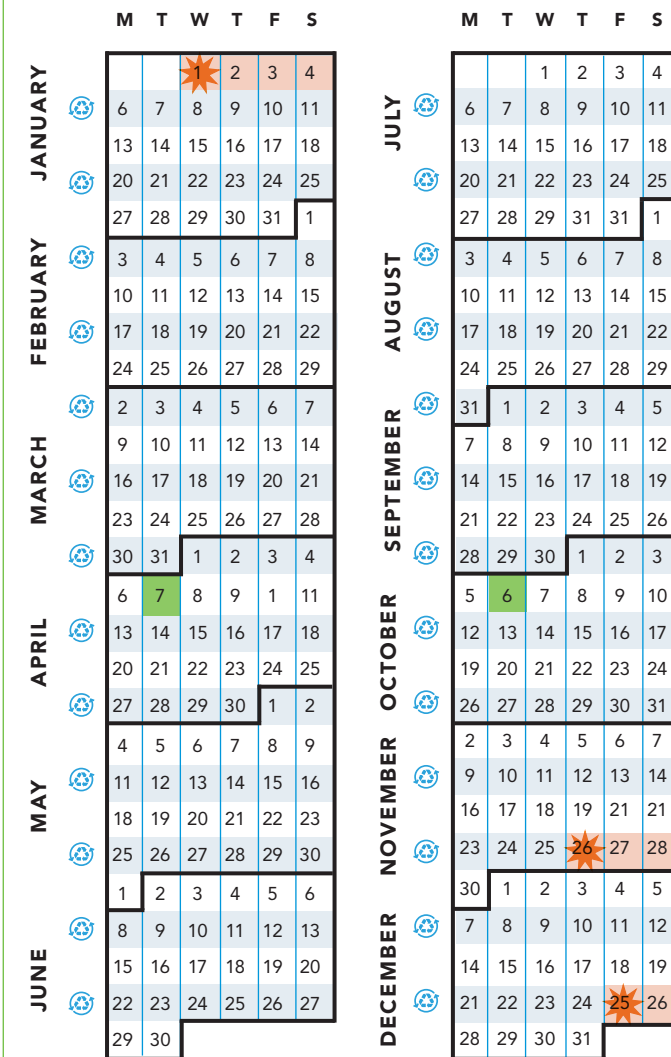 M T W T F S
JANUARY
1 2 3 4
6 7 8 9 10 11
13 14 15 16 17 18
20 21 22 23 24 25
27 28 29 30 31 1
FEBRUARY
3 4 5 6 7 8
10 11 12 13 14 15
17 18 19 20 21 22
24 25 26 27 28 29
MARCH
2 3 4 5 6 7
9 10 11 12 13 14
16 17 18 19 20 21
23 24 25 26 27 28
30 31 1 2 3 4
APRIL
6 7 8 9 1 11
13 14 15 16 17 18
20 21 22 23 24 25
27 28 29 30 1 2
MAY
4 5 6 7 8 9
11 12 13 14 15 16
18 19 20 21 22 23
25 26 27 28 29 30
1 2 3 4 5 6
JUNE
8 9 10 11 12 13
15 16 17 18 19 20
22 23 24 25 26 27
29 30
M T W T F S
JULY
1 2 3 4
6 7 8 9 10 11
13 14 15 16 17 18
20 21 22 23 24 25
27 28 29 31 31 1
AUGUST
3 4 5 6 7 8
10 11 12 13 14 15
17 18 19 20 21 22
24 25 26 27 28 29
31 1 2 3 4 5
SEPTEMBER
7 8 9 10 11 12
14 15 16 17 18 19
21 22 23 24 25 26
28 29 30 1 2 3
OCTOBER
5 6 7 8 9 10
12 13 14 15 16 17
19 20 21 22 23 24
26 27 28 29 30 31
NOVEMBER
2 3 4 5 6 7
9 10 11 12 13 14
16 17 18 19 21 21
23 24 25 26 27 28
30 1 2 3 4 5
DECEMBER
7 8 9 10 11 12
14 15 16 17 18 19
21 22 23 24 25 26
28 29 30 31